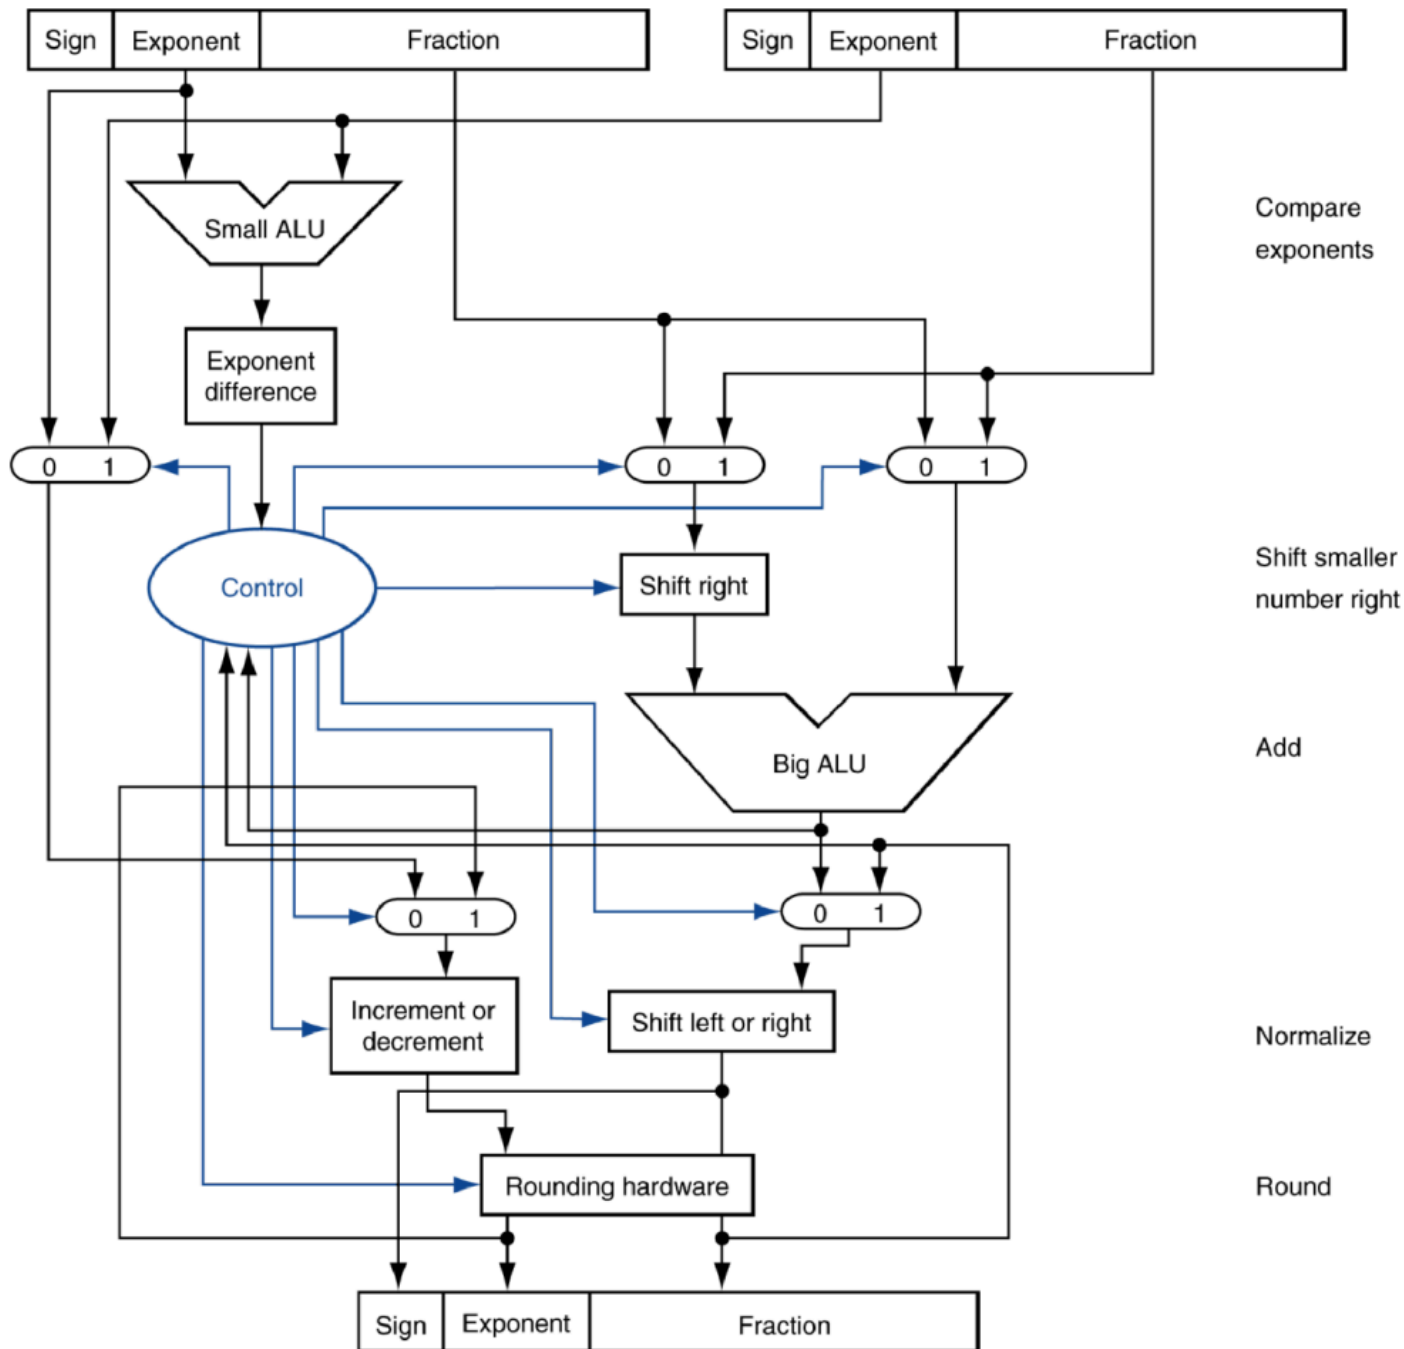 Sign Exponent Fraction Sign Exponent Fraction
Small ALU
Compare
exponents
Exponent
difference
0 1 0 1 0 1
Control
Shift right
Shift smaller
number right
Big ALU
Add
0 1 0 1
Increment or
decrement
Shift left or right
Normalize
Rounding hardware
Round
Sign Exponent Fraction